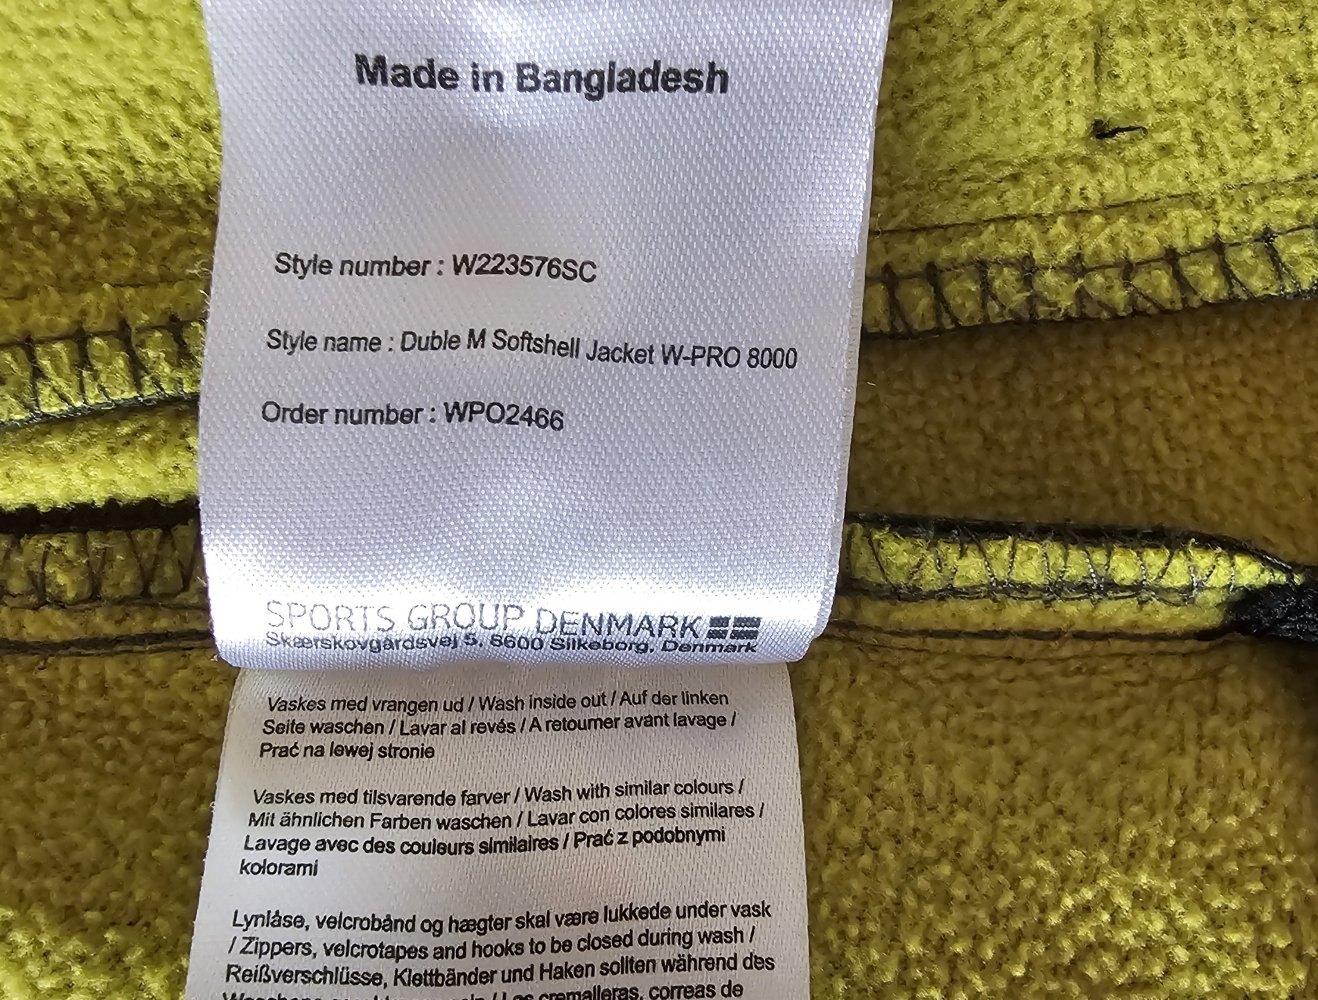 Made in Bangladesh
Style number : W223576SC
Style name : Duble M Softshell Jacket W-PRO 8000
Order number : WPO2466
SPORTS GROUP DENMARK
Skærskovgårdsvej 5, 8600 Silkeborg, Denmark
Vaskes med vrangen ud / Wash inside out / Auf der linken
Seite waschen / Lavar al revés / A retourner avant lavage /
Prać na lewej stronie
Vaskes med tilsvarende farver / Wash with similar colours /
Mit ähnlichen Farben waschen / Lavar con colores similares /
Lavage avec des couleurs similaires / Prać z podobnymi
kolorami
Lynlåse, velcrobånd og hægter skal være lukkede under vask
/ Zippers, velcrotapes and hooks to be closed during wash /
Reißverschlüsse, Klettbänder und Haken sollten während des
cremalleras, correas de